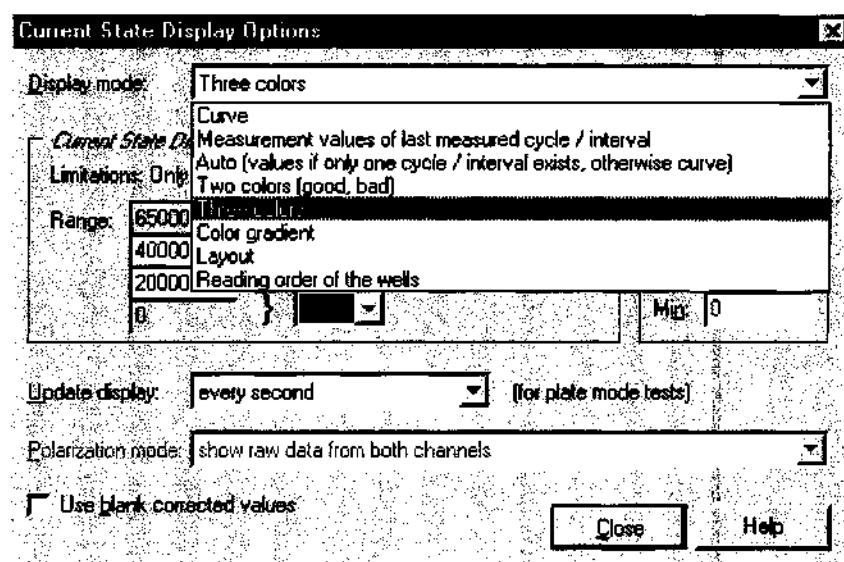 Current State Display Options
Display mode: Three colors
Curve
Current State Di Measurement values of last measured cycle / interval
Auto (values if only one cycle / interval exists, otherwise curve)
Limitations: Only
Two colors (good, bad)
Three colors
Range: 65000
Color gradient
40000
Layout
20000 Reading order of the wells
0 }
Min: 0
Update display: every second (for plate mode tests)
Polarization mode: show raw data from both channels
Use blank corrected values
Close Help